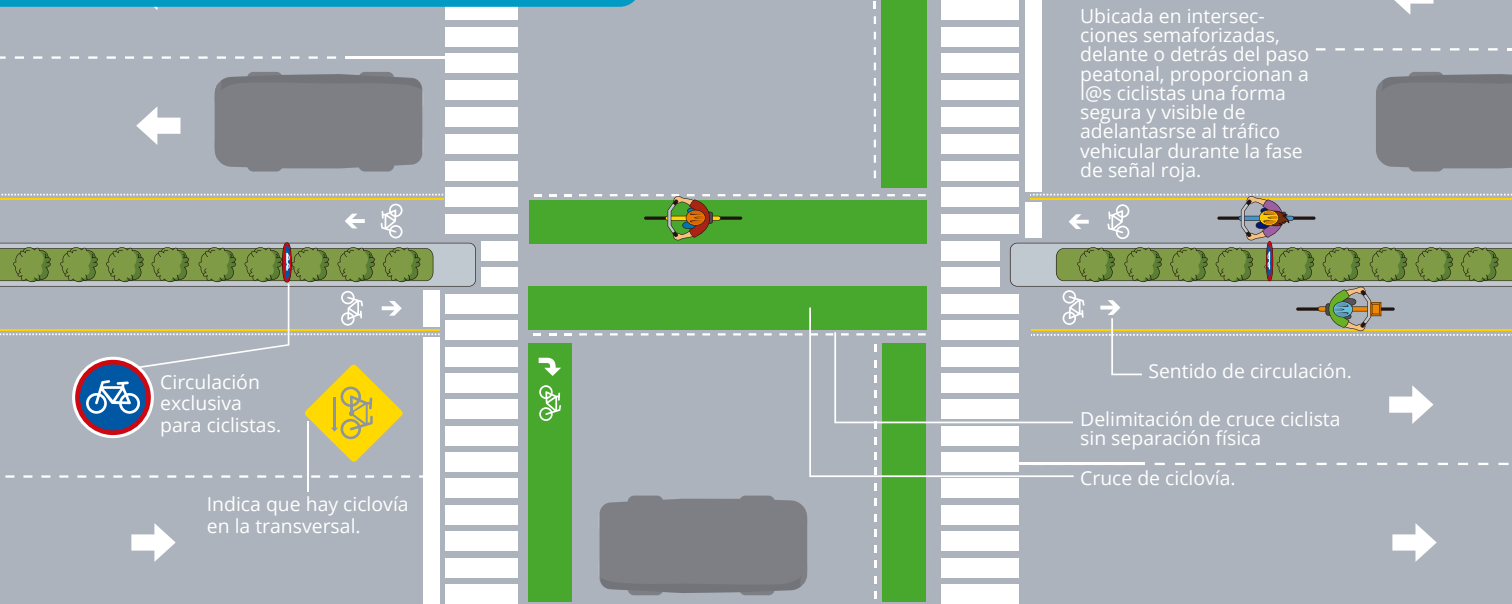 Ubicada en intersec-
ciones semaforizadas,
delante o detrás del paso
peatonal, proporcionan a
l@s ciclistas una forma
segura y visible de
adelantasrse al tráfico
vehicular durante la fase
de señal roja.
Circulación
exclusiva
para ciclistas.
Indica que hay ciclovía
en la transversal.
Sentido de circulación.
Delimitación de cruce ciclista
sin separación física
Cruce de ciclovía.